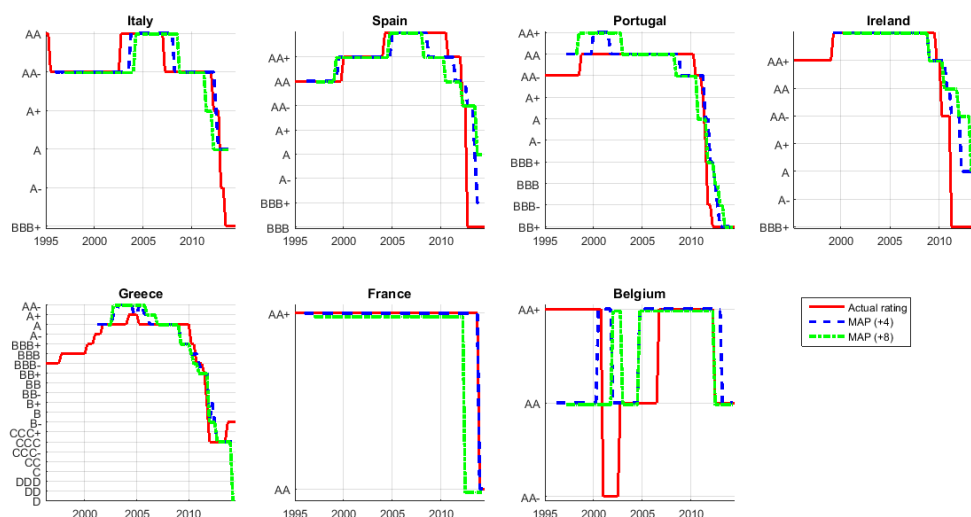 Italy
AA
AA-
A+
A
A-
BBB+
1995 2000 2005 2010
Spain
AA+
AA
AA-
A+
A
A-
BBB+
BBB
1995 2000 2005 2010
Portugal
AA+
AA
AA-
A+
A
A-
BBB+
BBB
BBB-
BB+
1995 2000 2005 2010
Ireland
AA+
AA
AA-
A+
A
A-
BBB+
2000 2010
Greece
AA-
A+
A
A-
BBB+
BBB
BBB-
BB+
BB
BB-
B+
B
B-
CCC+
CCC
CCC-
CC
C
DDD
DD
D
2000 2005 2010
France
AA+
AA
1995 2000 2005 2010
Belgium
AA+
AA
AA-
1995 2000 2005 2010
Actual rating
MAP (+4)
MAP (+8)